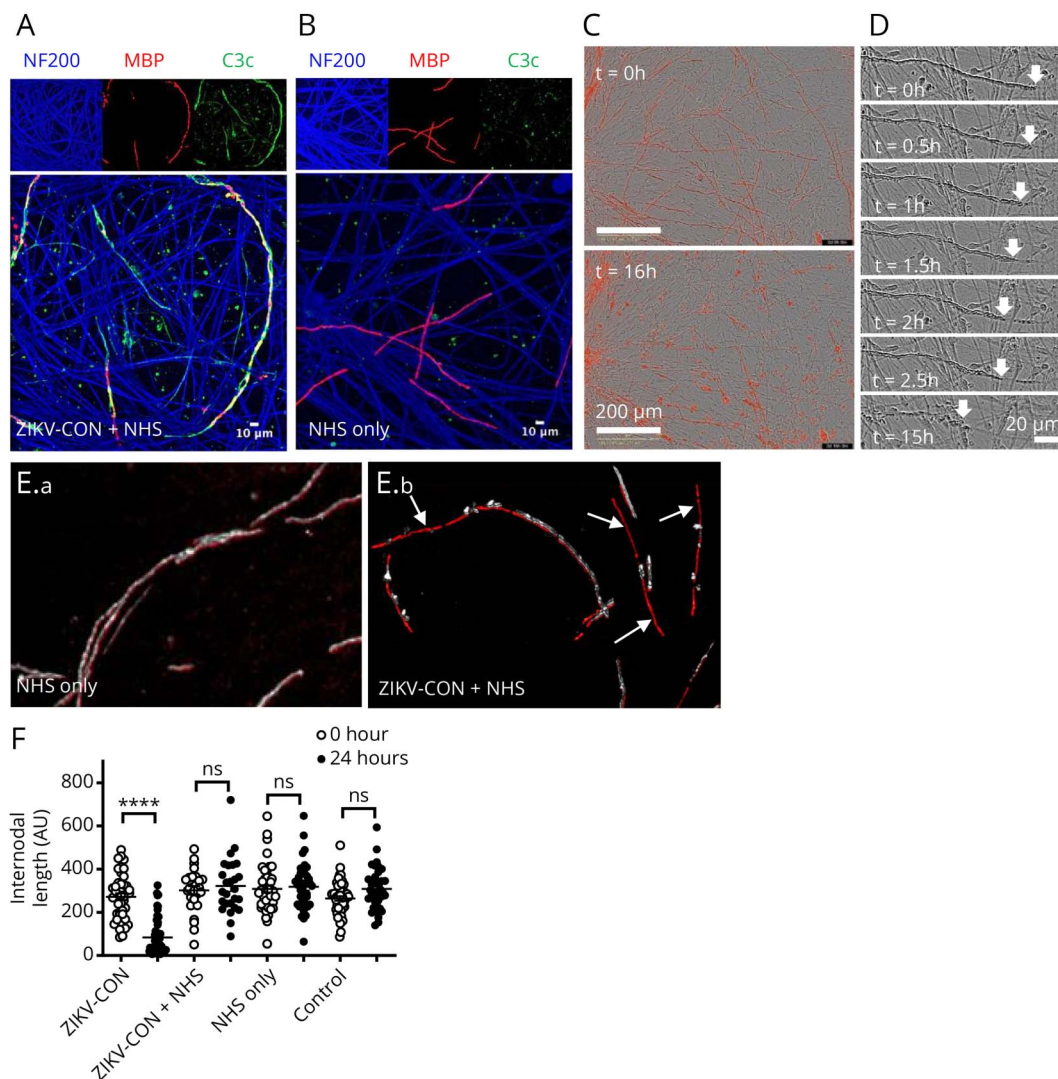 A
NF200 MBP C3c
ZIKV-CON + NHS
10 µm
B
NF200 MBP C3c
NHS only
10 µm
C
t = 0h
t = 16h
200 µm
D
t = 0h
t = 0.5h
t = 1h
t = 1.5h
t = 2h
t = 2.5h
t = 15h
20 µm
E.a
NHS only
E.b
ZIKV-CON + NHS
F
0 hour
24 hours
Internodal
length (AU)
800
600
400
200
0
****
ns
ns
ns
ZIKV-CON
ZIKV-CON + NHS
NHS only
Control